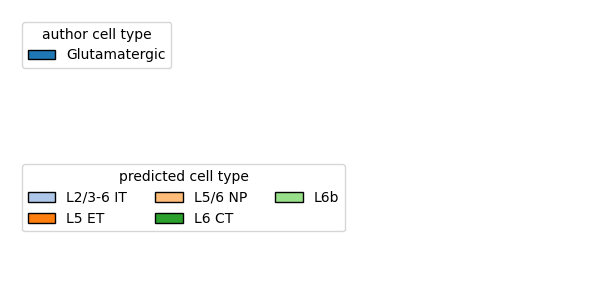 author cell type
Glutamatergic
predicted cell type
L2/3-6 IT L5/6 NP L6b
L5 ET L6 CT